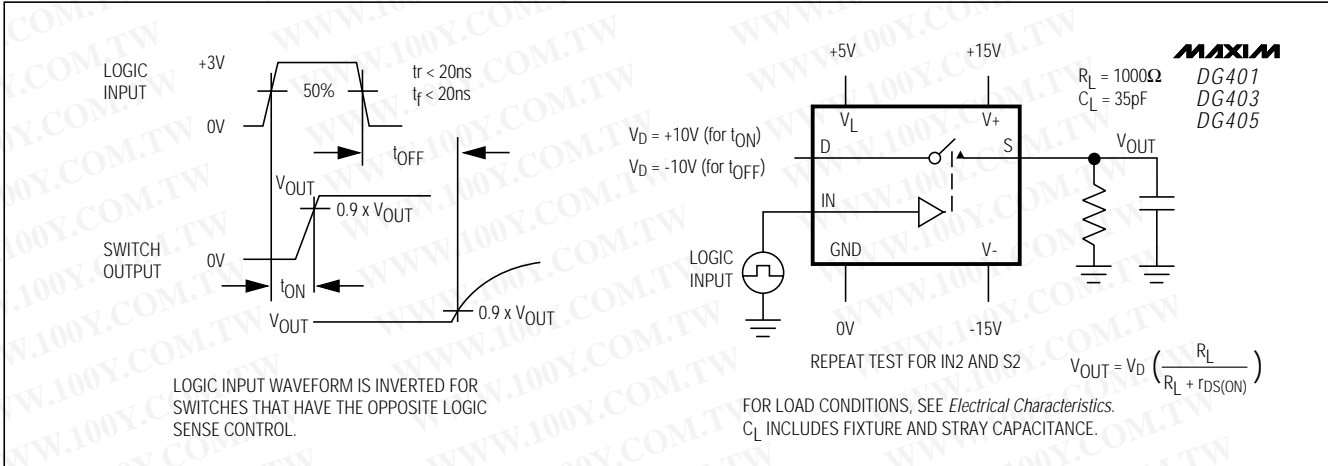 LOGIC
INPUT
+3V
0V
50%
tr < 20ns
tf < 20ns
tOFF
VOUT
0.9 x VOUT
SWITCH
OUTPUT
0V
tON
VOUT
0.9 x VOUT
LOGIC INPUT WAVEFORM IS INVERTED FOR
SWITCHES THAT HAVE THE OPPOSITE LOGIC
SENSE CONTROL.
+5V
+15V
VL
V+
VD = +10V (for tON)
VD = -10V (for tOFF)
D
S
IN
GND
V-
LOGIC
INPUT
0V
-15V
RL = 1000Ω
CL = 35pF
MAXIM
DG401
DG403
DG405
VOUT
REPEAT TEST FOR IN2 AND S2
VOUT = VD ( RL / RL + rDS(ON) )
FOR LOAD CONDITIONS, SEE Electrical Characteristics.
CL INCLUDES FIXTURE AND STRAY CAPACITANCE.
WWW.100Y.COM.TW